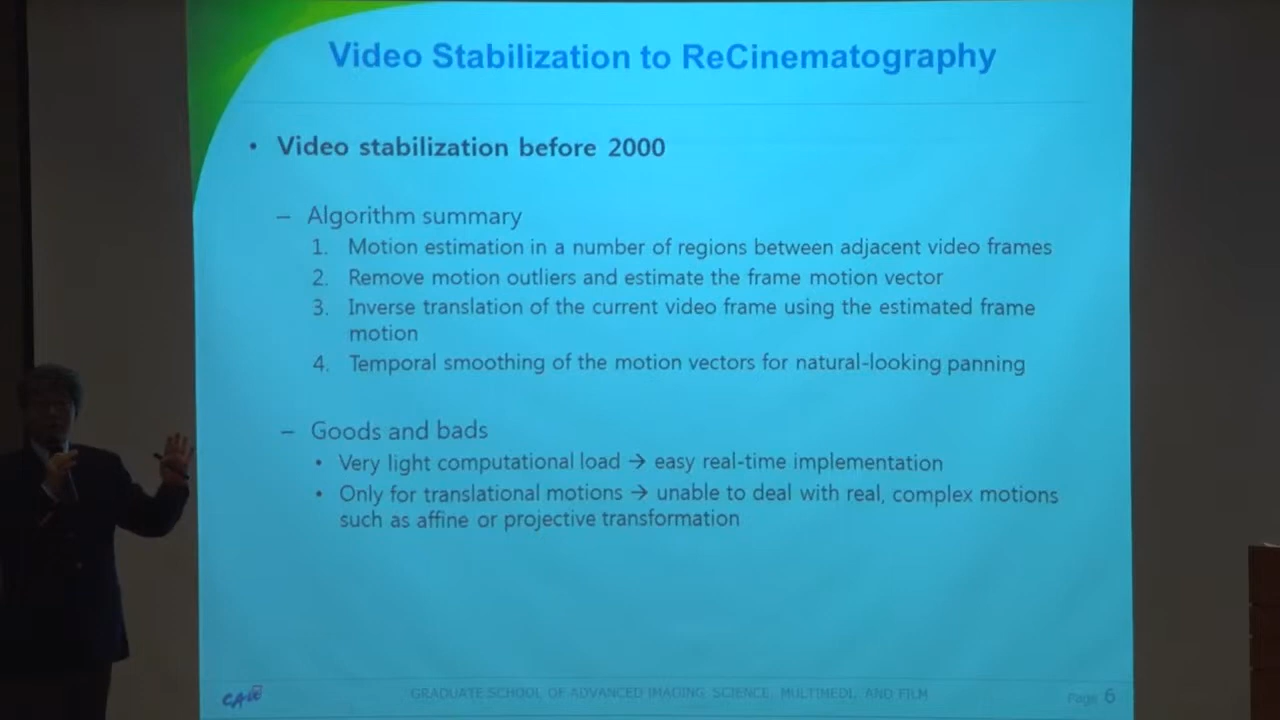 Video Stabilization to ReCinematography
• Video stabilization before 2000
– Algorithm summary
1. Motion estimation in a number of regions between adjacent video frames
2. Remove motion outliers and estimate the frame motion vector
3. Inverse translation of the current video frame using the estimated frame
motion
4. Temporal smoothing of the motion vectors for natural-looking panning
– Goods and bads
• Very light computational load → easy real-time implementation
• Only for translational motions → unable to deal with real, complex motions
such as affine or projective transformation
GRADUATE SCHOOL OF ADVANCED IMAGING SCIENCE, MULTIMEDI, AND FILM
Page 6